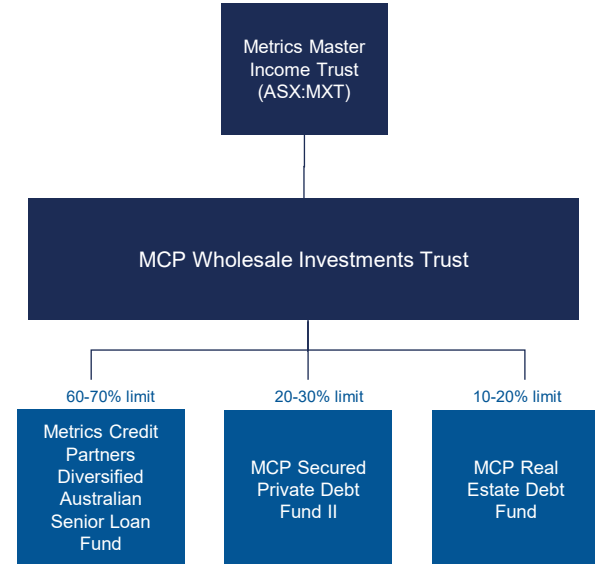 Metrics Master
Income Trust
(ASX:MXT)
MCP Wholesale Investments Trust
60-70% limit
Metrics Credit
Partners
Diversified
Australian
Senior Loan
Fund
20-30% limit
MCP Secured
Private Debt
Fund II
10-20% limit
MCP Real
Estate Debt
Fund